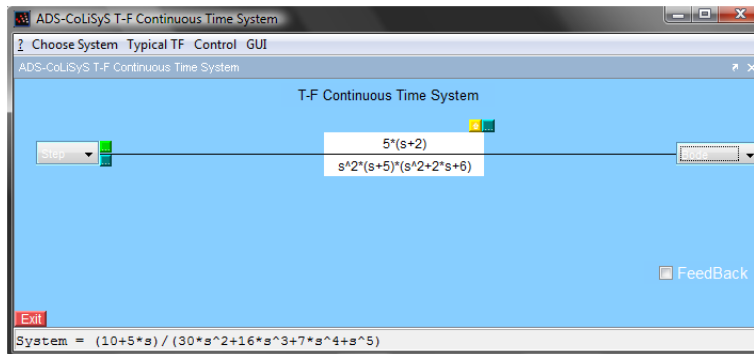 ADS-CoLiSyS T-F Continuous Time System
? Choose System Typical TF Control GUI
ADS-CoLiSyS T-F Continuous Time System
T-F Continuous Time System
5*(s+2)
Step
s^2*(s+5)*(s^2+2*s+6)
Bode
FeedBack
Exit
System = (10+5*s)/(30*s^2+16*s^3+7*s^4+s^5)